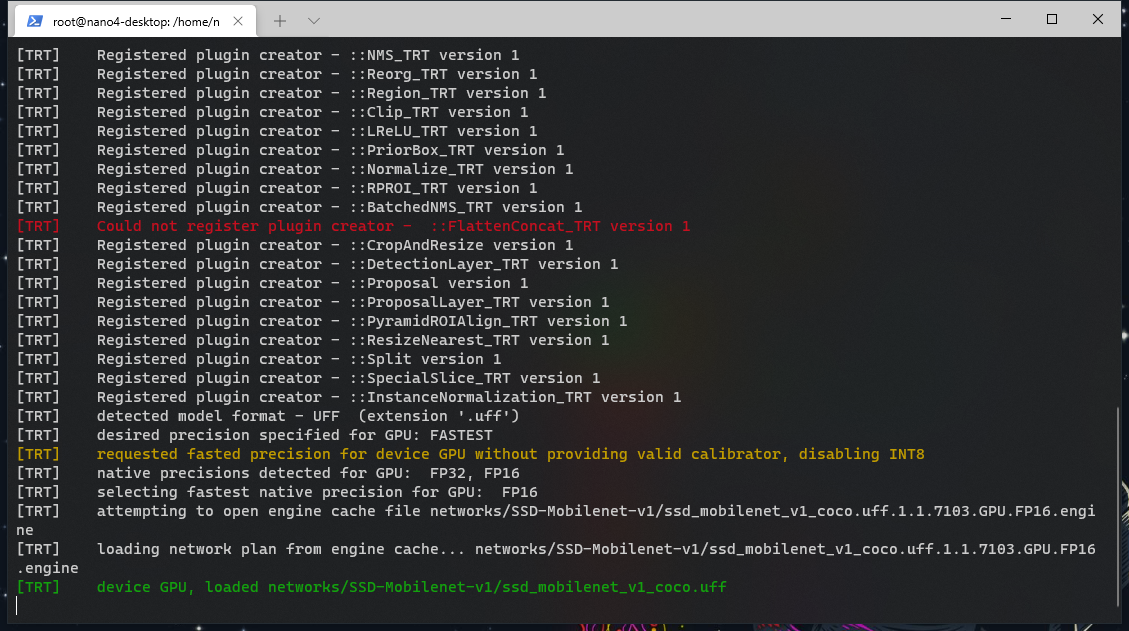 root@nano4-desktop: /home/n
[TRT] Registered plugin creator - ::NMS_TRT version 1
[TRT] Registered plugin creator - ::Reorg_TRT version 1
[TRT] Registered plugin creator - ::Region_TRT version 1
[TRT] Registered plugin creator - ::Clip_TRT version 1
[TRT] Registered plugin creator - ::LReLU_TRT version 1
[TRT] Registered plugin creator - ::PriorBox_TRT version 1
[TRT] Registered plugin creator - ::Normalize_TRT version 1
[TRT] Registered plugin creator - ::RPROI_TRT version 1
[TRT] Registered plugin creator - ::BatchedNMS_TRT version 1
[TRT] Could not register plugin creator -  ::FlattenConcat_TRT version 1
[TRT] Registered plugin creator - ::CropAndResize version 1
[TRT] Registered plugin creator - ::DetectionLayer_TRT version 1
[TRT] Registered plugin creator - ::Proposal version 1
[TRT] Registered plugin creator - ::ProposalLayer_TRT version 1
[TRT] Registered plugin creator - ::PyramidROIAlign_TRT version 1
[TRT] Registered plugin creator - ::ResizeNearest_TRT version 1
[TRT] Registered plugin creator - ::Split version 1
[TRT] Registered plugin creator - ::SpecialSlice_TRT version 1
[TRT] Registered plugin creator - ::InstanceNormalization_TRT version 1
[TRT] detected model format - UFF  (extension '.uff')
[TRT] desired precision specified for GPU: FASTEST
[TRT] requested fasted precision for device GPU without providing valid calibrator, disabling INT8
[TRT] native precisions detected for GPU:  FP32, FP16
[TRT] selecting fastest native precision for GPU:  FP16
[TRT] attempting to open engine cache file networks/SSD-Mobilenet-v1/ssd_mobilenet_v1_coco.uff.1.1.7103.GPU.FP16.engi
ne
[TRT] loading network plan from engine cache... networks/SSD-Mobilenet-v1/ssd_mobilenet_v1_coco.uff.1.1.7103.GPU.FP16
.engine
[TRT] device GPU, loaded networks/SSD-Mobilenet-v1/ssd_mobilenet_v1_coco.uff